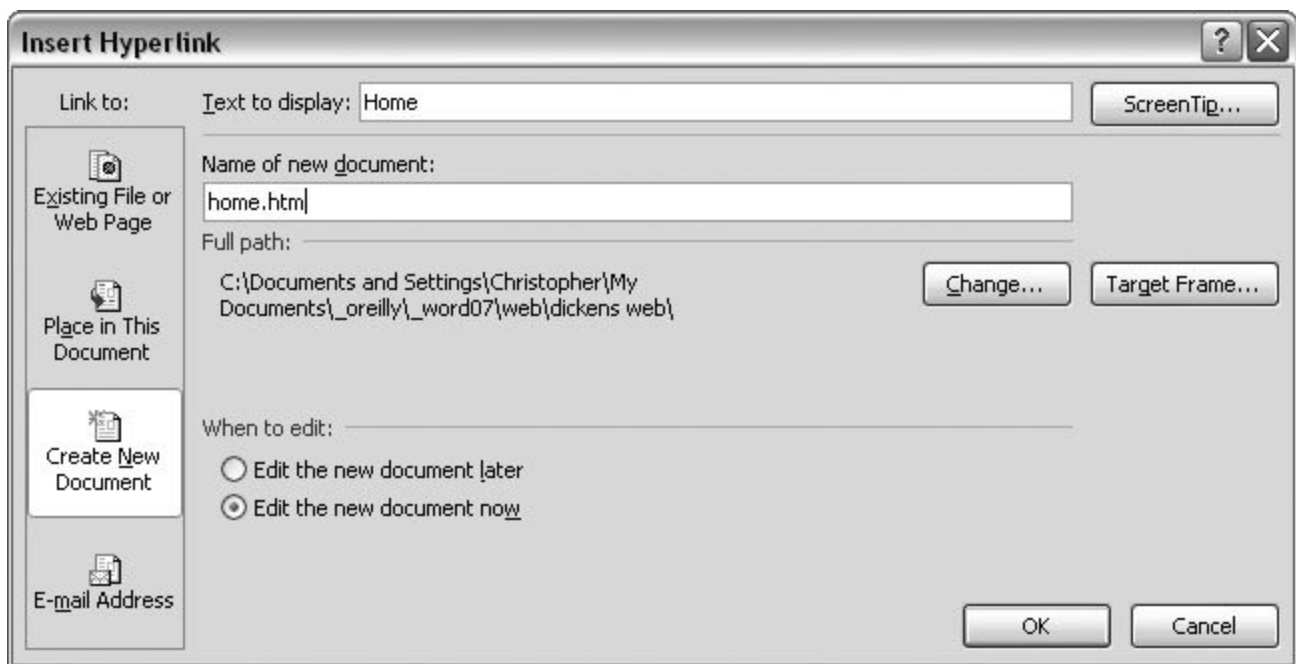 Insert Hyperlink
?
Link to:
Text to display: Home
ScreenTip...
Existing File or
Web Page
Place in This
Document
Create New
Document
E-mail Address
Name of new document:
home.htm
Full path:
C:\Documents and Settings\Christopher\My
Documents\_oreilly\_word07\web\dickens web\
Change...
Target Frame...
When to edit:
Edit the new document later
Edit the new document now
OK
Cancel